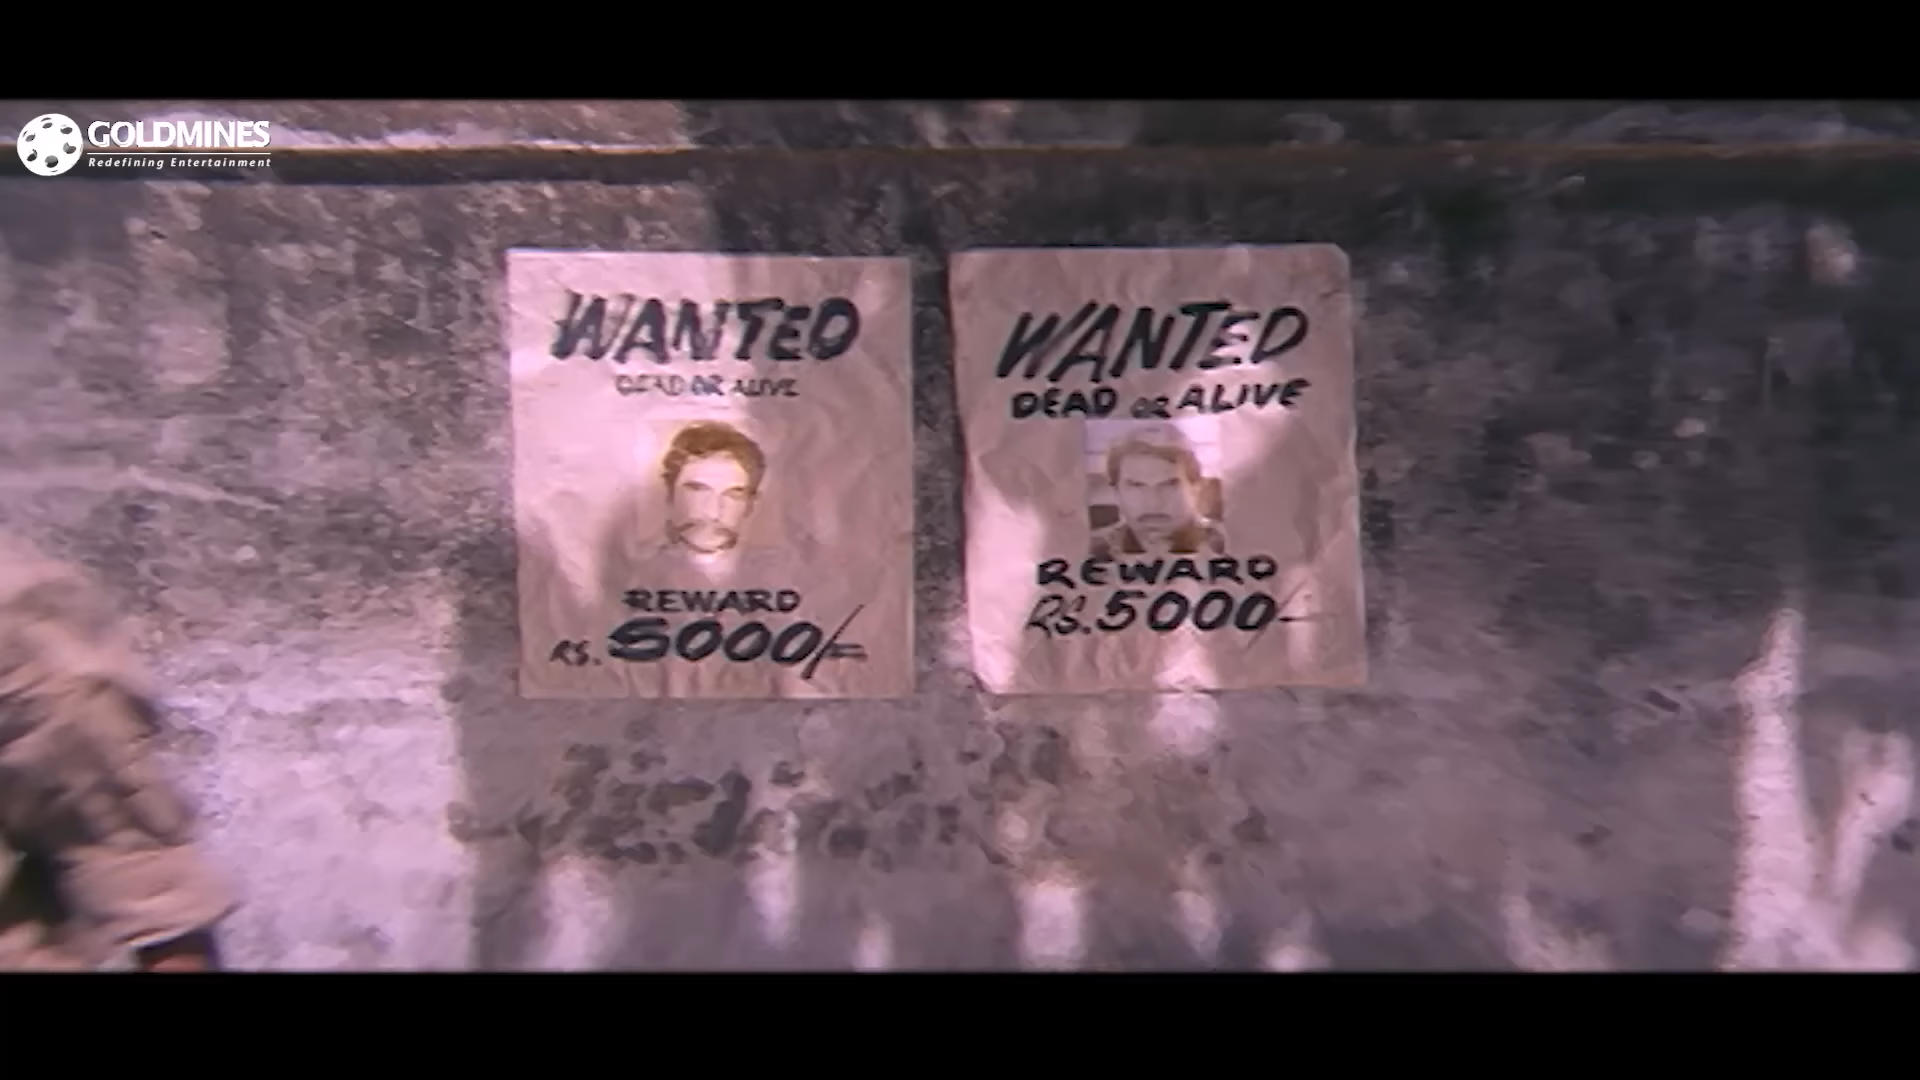 GOLDMINES
Redefining Entertainment
WANTED
DEAD OR ALIVE
REWARD
RS. 5000/=
WANTED
DEAD OR ALIVE
REWARD
RS. 5000/-